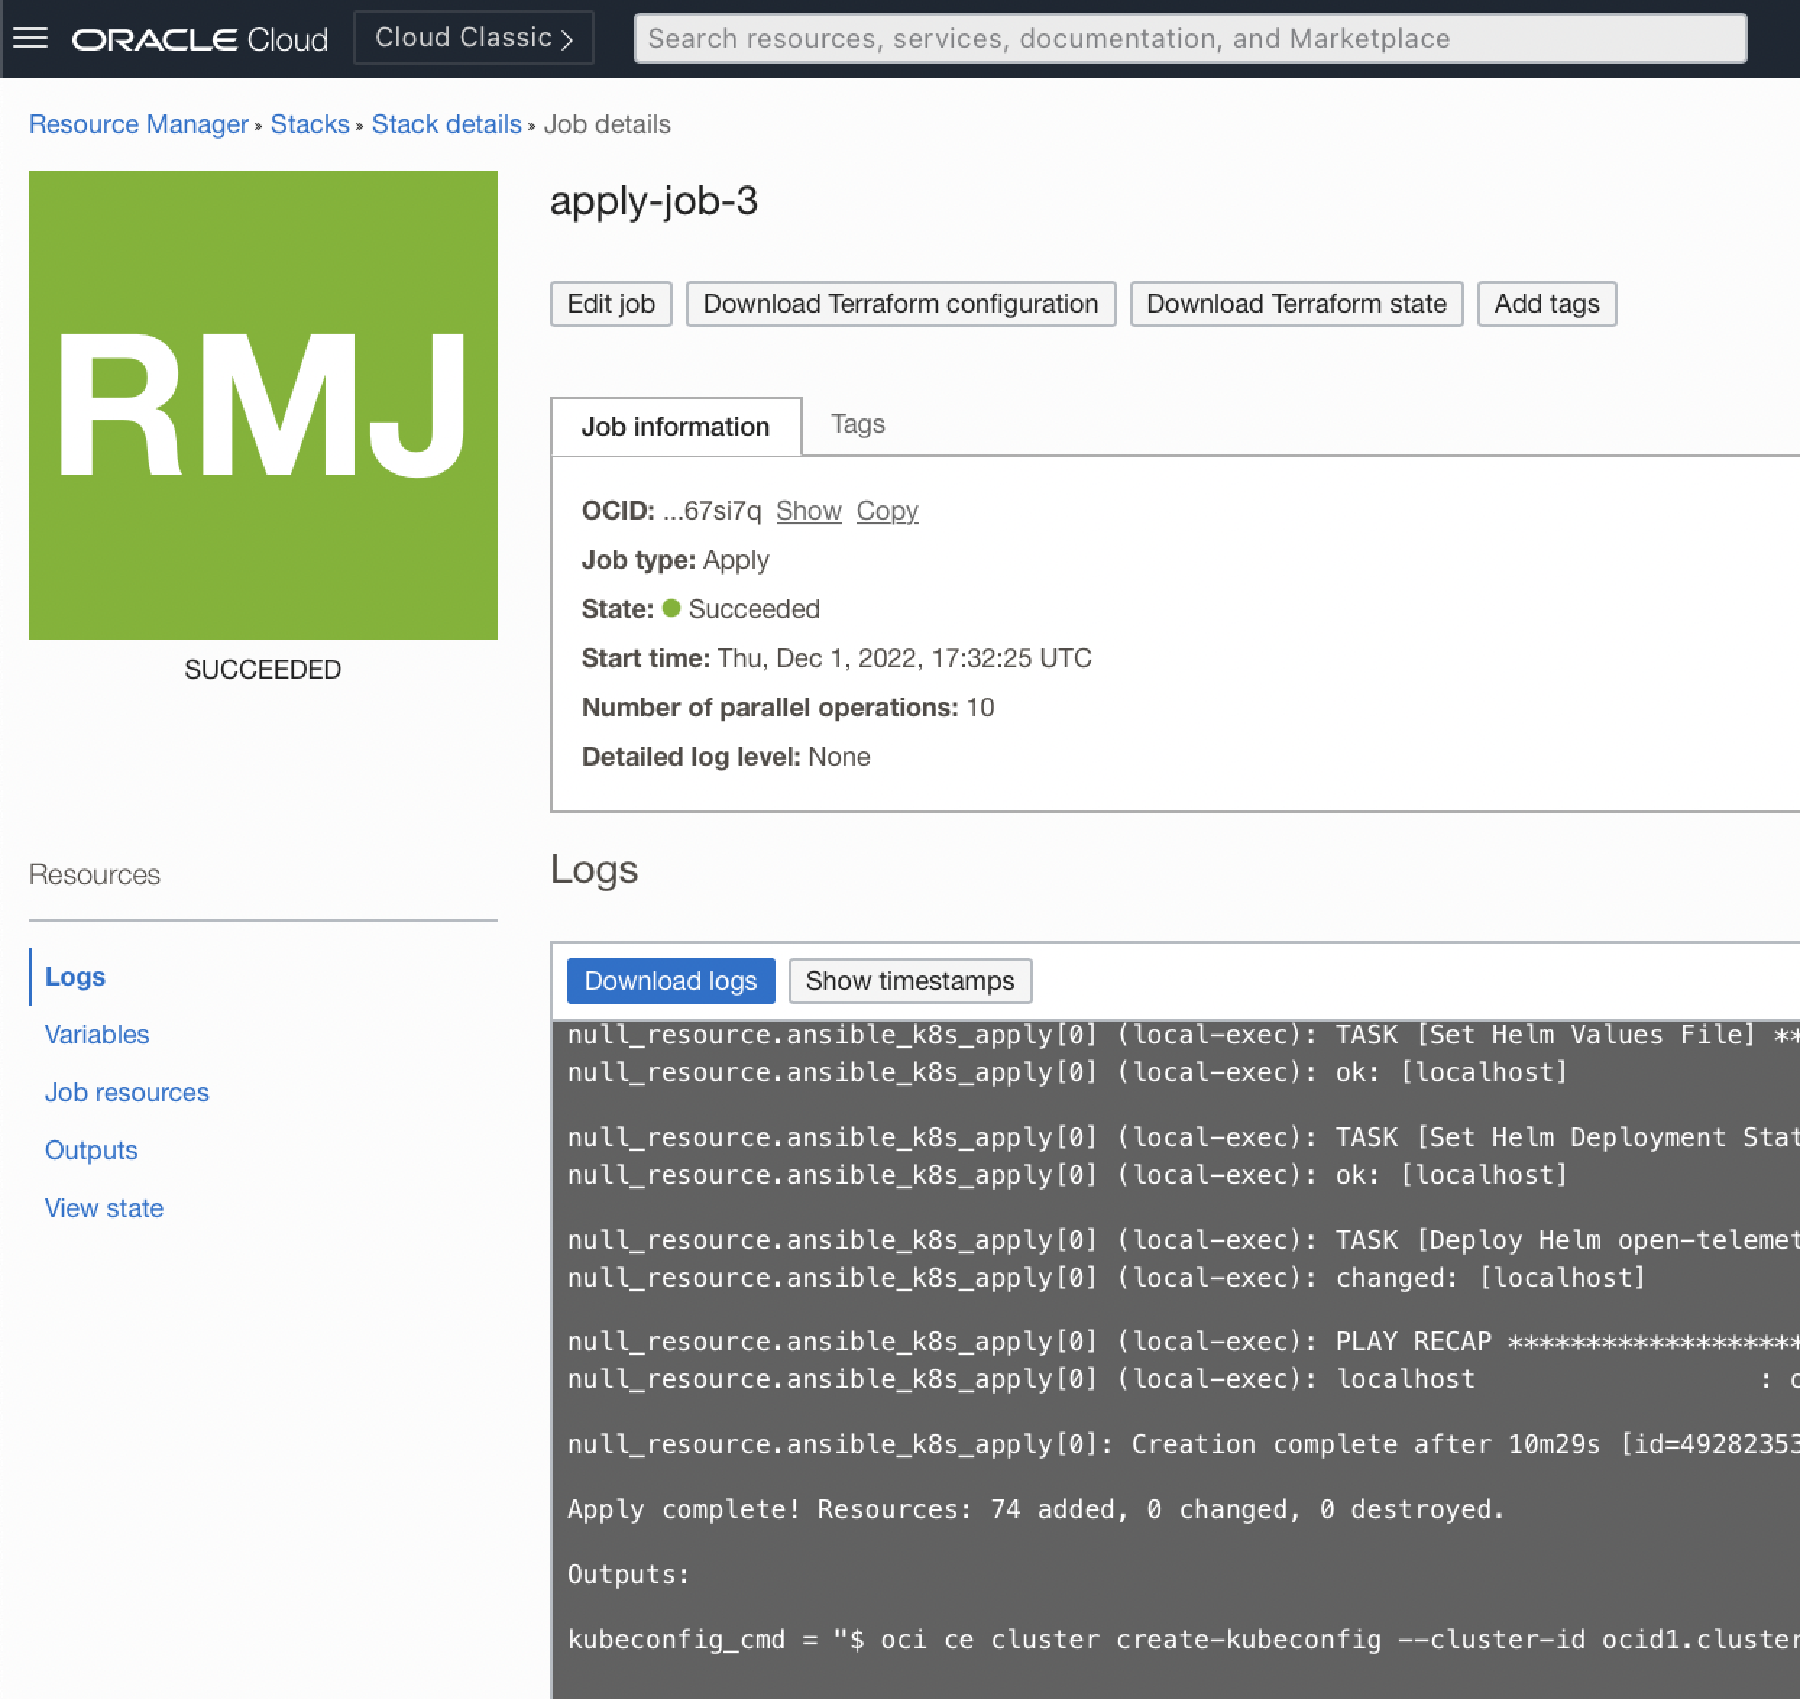 ORACLE Cloud Cloud Classic > Search resources, services, documentation, and Marketplace
Resource Manager » Stacks » Stack details » Job details
RMJ
SUCCEEDED
apply-job-3
Edit job Download Terraform configuration Download Terraform state Add tags
Job information Tags
OCID: ...67si7q Show Copy
Job type: Apply
State: Succeeded
Start time: Thu, Dec 1, 2022, 17:32:25 UTC
Number of parallel operations: 10
Detailed log level: None
Resources
Logs
Variables
Job resources
Outputs
View state
Logs
Download logs Show timestamps
null_resource.ansible_k8s_apply[0] (local-exec): TASK [Set Helm Values File] **
null_resource.ansible_k8s_apply[0] (local-exec): ok: [localhost]
null_resource.ansible_k8s_apply[0] (local-exec): TASK [Set Helm Deployment Stat
null_resource.ansible_k8s_apply[0] (local-exec): ok: [localhost]
null_resource.ansible_k8s_apply[0] (local-exec): TASK [Deploy Helm open-telemet
null_resource.ansible_k8s_apply[0] (local-exec): changed: [localhost]
null_resource.ansible_k8s_apply[0] (local-exec): PLAY RECAP *******************
null_resource.ansible_k8s_apply[0] (local-exec): localhost : o
null_resource.ansible_k8s_apply[0]: Creation complete after 10m29s [id=49282353
Apply complete! Resources: 74 added, 0 changed, 0 destroyed.
Outputs:
kubeconfig_cmd = "$ oci ce cluster create-kubeconfig --cluster-id ocid1.cluster